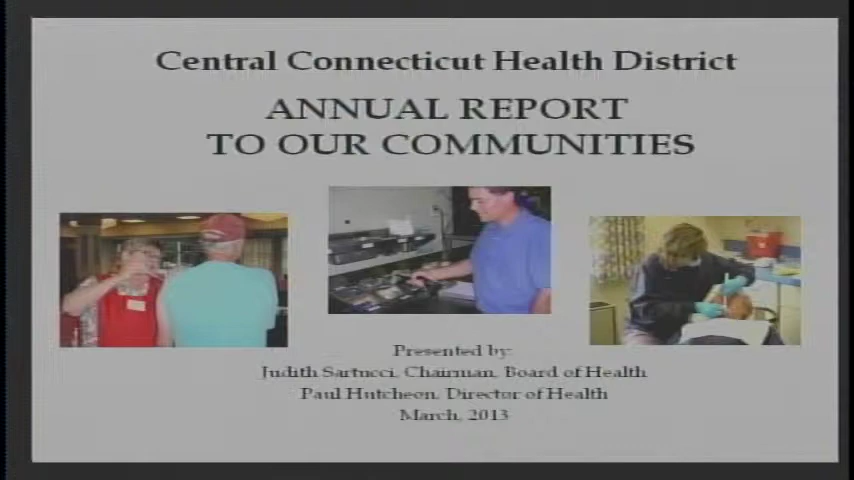 Central Connecticut Health District
ANNUAL REPORT
TO OUR COMMUNITIES
Presented by:
Judith Sartucci, Chairman, Board of Health
Paul Hutcheon, Director of Health
March, 2013